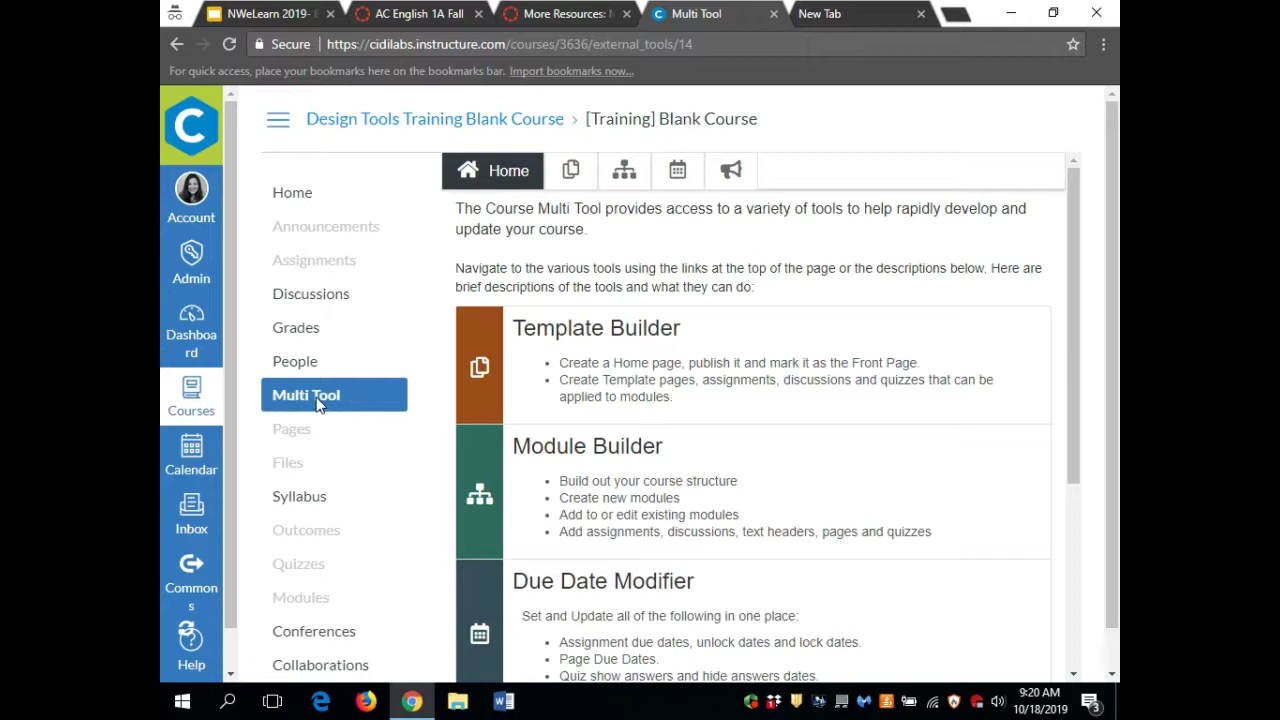 NWeLearn 2019- E
AC English 1A Fall
More Resources: M
Multi Tool
New Tab
Secure
https://cidilabs.instructure.com/courses/3636/external_tools/14
For quick access, place your bookmarks here on the bookmarks bar. Import bookmarks now...
Design Tools Training Blank Course > [Training] Blank Course
Account
Admin
Dashboa
rd
Courses
Calendar
Inbox
Common
s
Help
Home
Announcements
Assignments
Discussions
Grades
People
Multi Tool
Pages
Files
Syllabus
Outcomes
Quizzes
Modules
Conferences
Collaborations
Home
The Course Multi Tool provides access to a variety of tools to help rapidly develop and
update your course.
Navigate to the various tools using the links at the top of the page or the descriptions below. Here are
brief descriptions of the tools and what they can do:
Template Builder
• Create a Home page, publish it and mark it as the Front Page.
• Create Template pages, assignments, discussions and quizzes that can be
applied to modules.
Module Builder
• Build out your course structure
• Create new modules
• Add to or edit existing modules
• Add assignments, discussions, text headers, pages and quizzes
Due Date Modifier
Set and Update all of the following in one place:
• Assignment due dates, unlock dates and lock dates.
• Page Due Dates.
• Quiz show answers and hide answers dates.
9:20 AM
10/18/2019
3